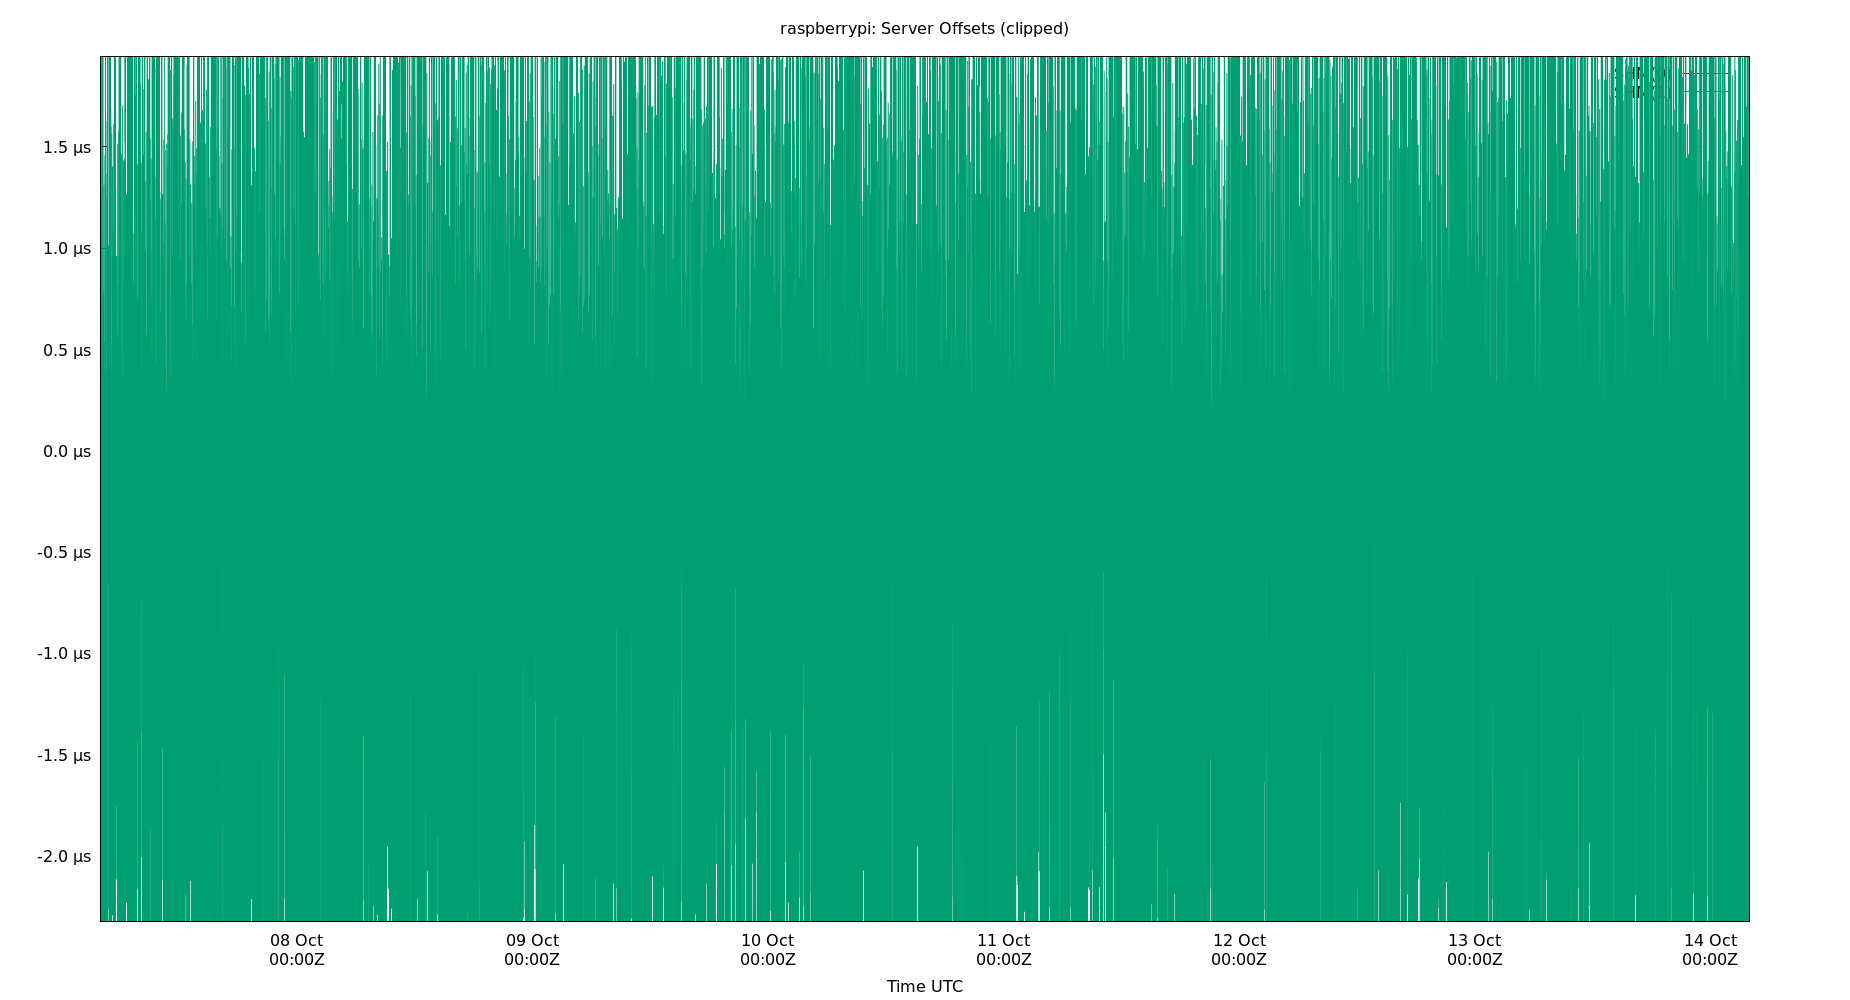 raspberrypi: Server Offsets (clipped)
1.5 µs
1.0 µs
0.5 µs
0.0 µs
-0.5 µs
-1.0 µs
-1.5 µs
-2.0 µs
08 Oct 09 Oct 10 Oct 11 Oct 12 Oct 13 Oct 14 Oct
00:00Z 00:00Z 00:00Z 00:00Z 00:00Z 00:00Z 00:00Z
Time UTC